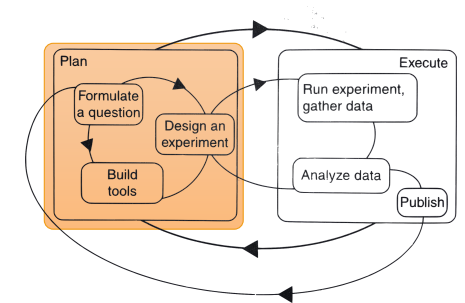 Plan
Execute
Formulate
a question
Design an
experiment
Build
tools
Run experiment,
gather data
Analyze data
Publish